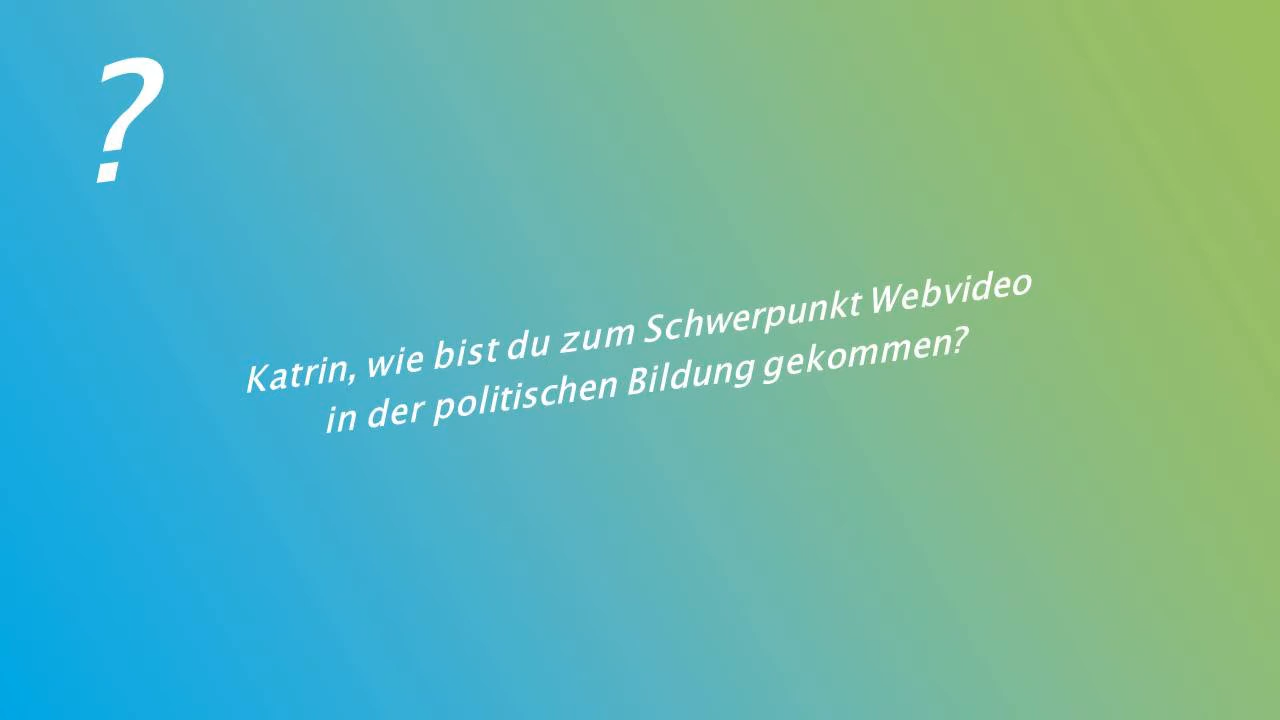 ?
Katrin, wie bist du zum Schwerpunkt Webvideo
in der politischen Bildung gekommen?